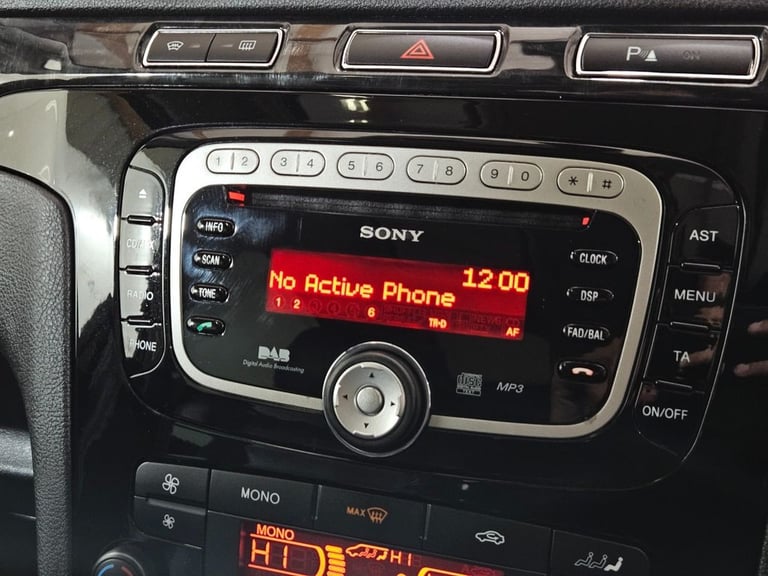 P ON
1 2 3 4 5 6 7 8 9 0 * #
SONY
INFO
SCAN
TONE
CD/AUX
RADIO
PHONE
12:00
No Active Phone
1 2 6
TR-D AF
CLOCK
DSP
FAD/BAL
AST
MENU
TA
ON/OFF
DAB
Digital Audio Broadcasting
MP3
MONO
MAX
MONO
HI
HI